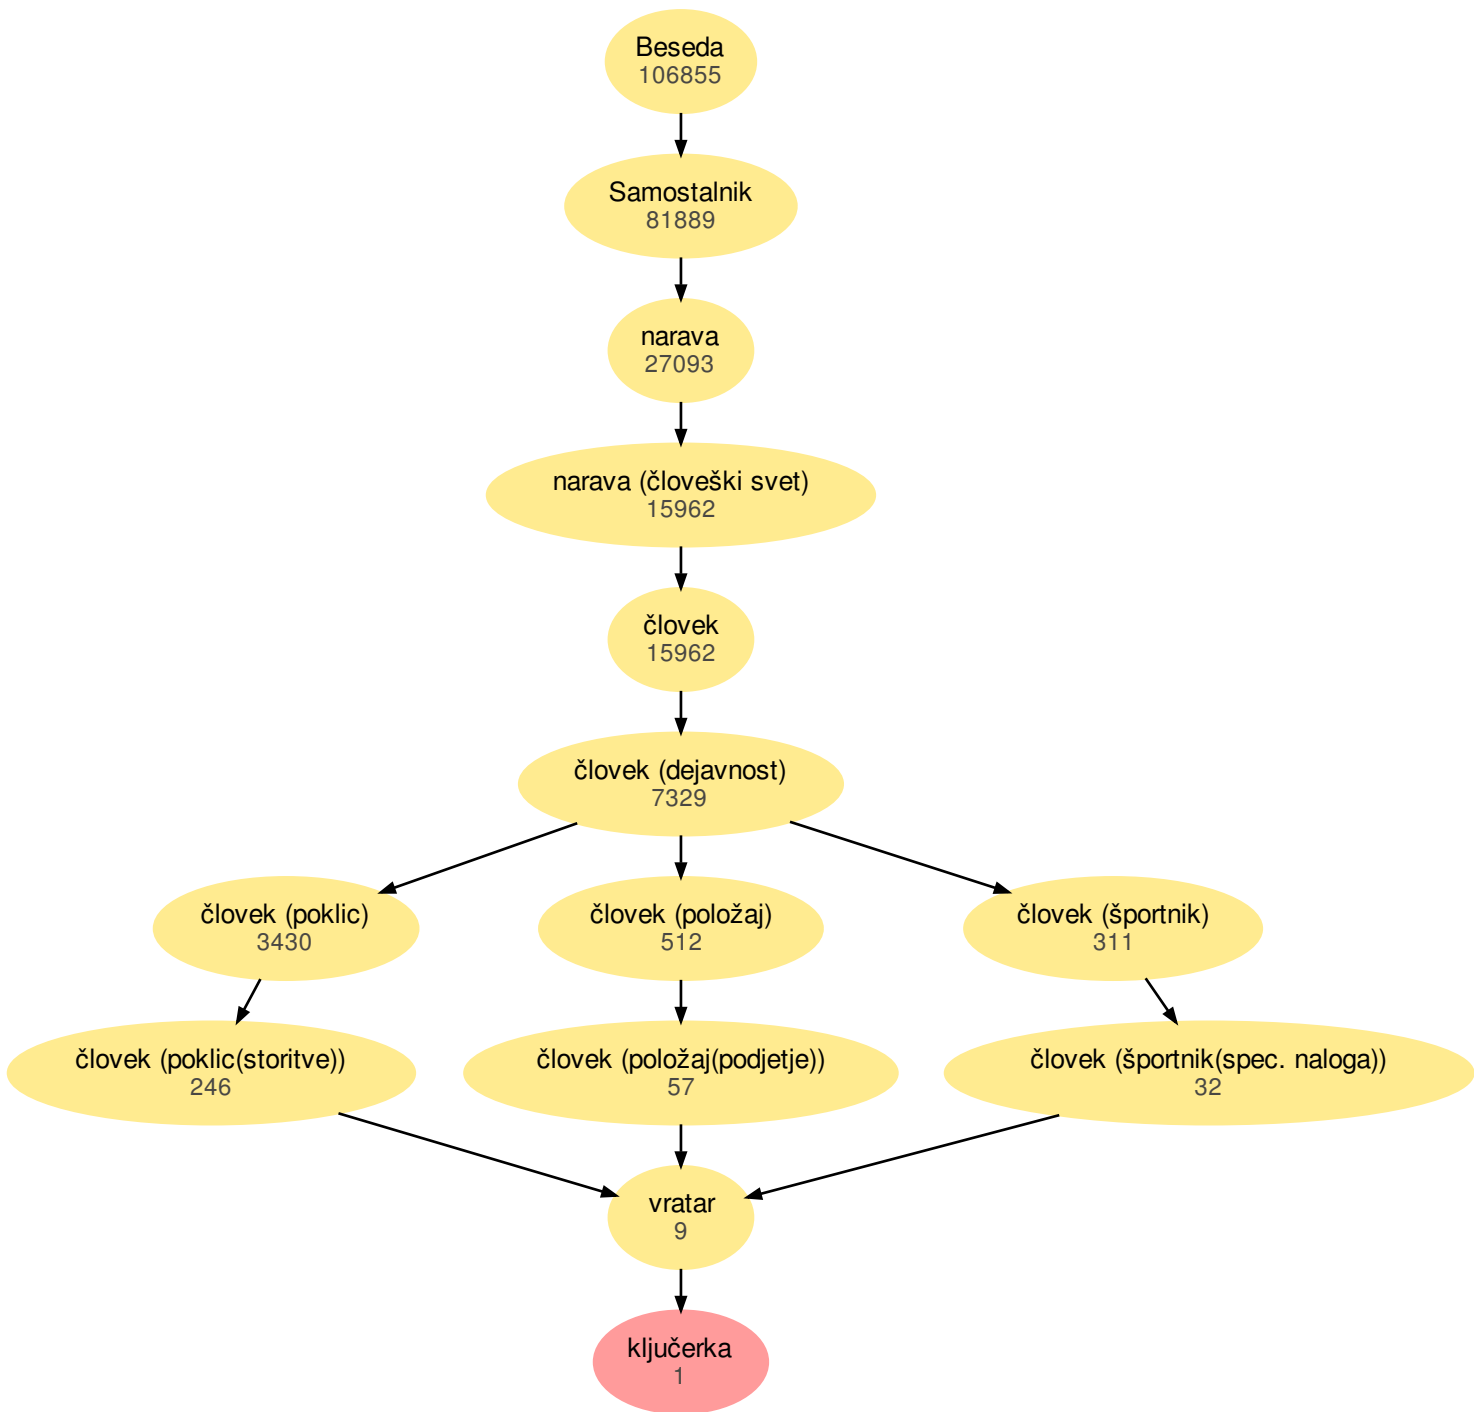 Beseda
106855
Samostalnik
81889
narava
27093
narava (človeški svet)
15962
človek
15962
človek (dejavnost)
7329
človek (poklic)
3430
človek (položaj)
512
človek (športnik)
311
človek (poklic(storitve))
246
človek (položaj(podjetje))
57
človek (športnik(spec. naloga))
32
vratar
9
ključerka
1